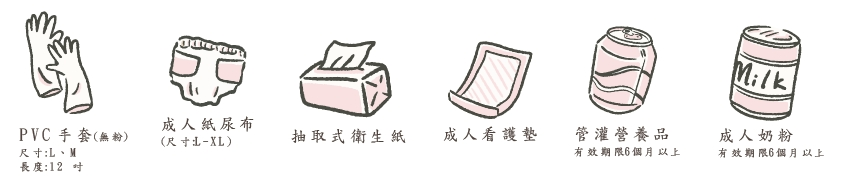 PVC手套(無粉)
尺寸:L、M
長度:12 吋
成人紙尿布
(尺寸:L-XL)
抽取式衛生紙
成人看護墊
管灌營養品
有效期限6個月以上
Milk
成人奶粉
有效期限6個月以上